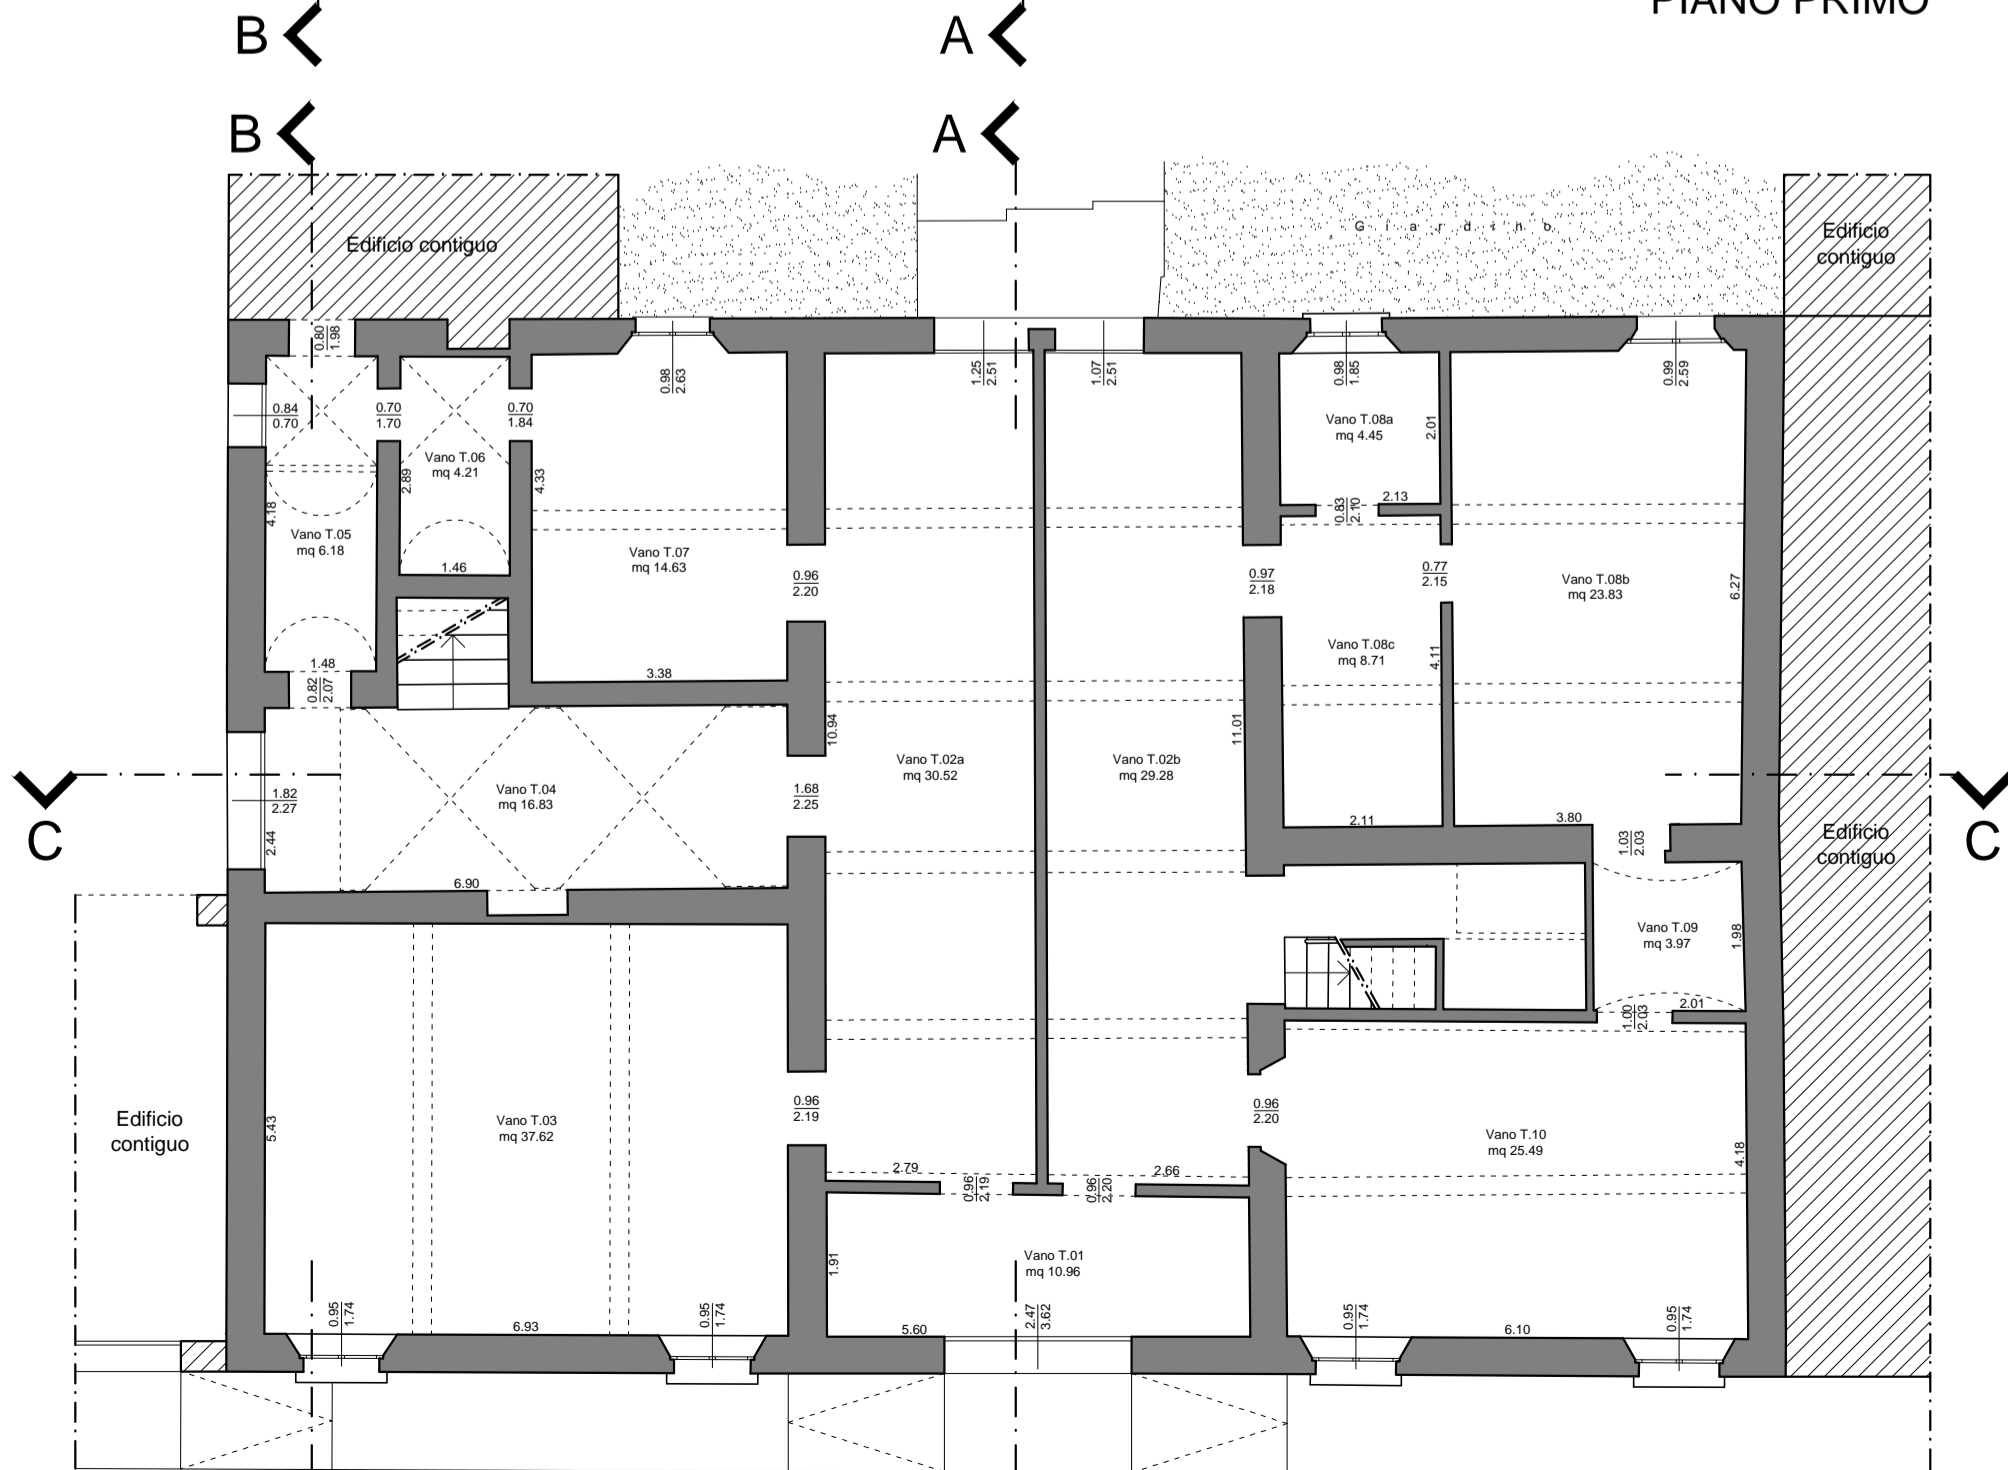 PIANO PRIMO
B
A
B
A
Edificio contiguo
Giardino
Edificio
contiguo
0.80
1.98
0.84
0.70
0.70
1.70
0.70
1.84
0.98
2.63
1.25
2.51
1.07
2.51
0.98
1.85
0.99
2.59
Vano T.08a
mq 4.45
2.01
Vano T.06
mq 4.21
2.89
4.33
4.18
Vano T.05
mq 6.18
0.83
2.10
2.13
Vano T.07
mq 14.63
1.46
0.96
2.20
0.97
2.18
0.77
2.15
Vano T.08b
mq 23.83
6.27
Vano T.08c
mq 8.71
4.11
1.48
0.82
2.07
3.38
10.94
11.01
Vano T.02a
mq 30.52
Vano T.02b
mq 29.28
Vano T.04
mq 16.83
1.82
2.27
1.68
2.25
2.44
C
C
2.11
3.80
1.03
2.03
Edificio
contiguo
6.90
Vano T.09
mq 3.97
1.98
2.01
1.00
2.03
Edificio
contiguo
5.43
Vano T.03
mq 37.62
0.96
2.19
0.96
2.20
Vano T.10
mq 25.49
4.18
2.79
2.66
0.96
2.19
0.96
2.20
Vano T.01
mq 10.96
1.91
0.95
1.74
6.93
0.95
1.74
5.60
2.47
3.62
0.95
1.74
6.10
0.95
1.74